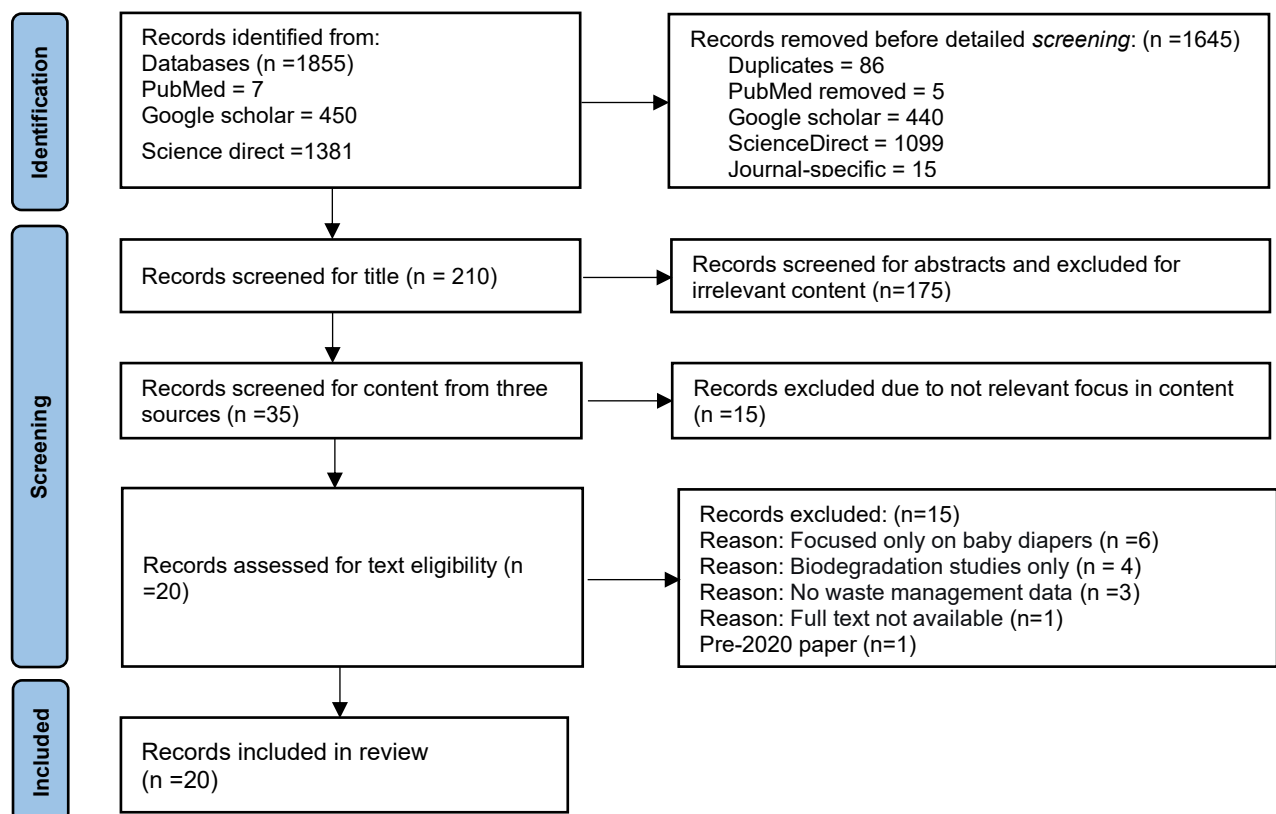 Identification
Records identified from:
Databases (n =1855)
PubMed = 7
Google scholar = 450
Science direct =1381
Records removed before detailed screening: (n =1645)
Duplicates = 86
PubMed removed = 5
Google scholar = 440
ScienceDirect = 1099
Journal-specific = 15
Screening
Records screened for title (n = 210)
Records screened for abstracts and excluded for
irrelevant content (n=175)
Records screened for content from three
sources (n =35)
Records excluded due to not relevant focus in content
(n =15)
Records assessed for text eligibility (n
=20)
Records excluded: (n=15)
Reason: Focused only on baby diapers (n =6)
Reason: Biodegradation studies only (n = 4)
Reason: No waste management data (n =3)
Reason: Full text not available (n=1)
Pre-2020 paper (n=1)
Included
Records included in review
(n =20)